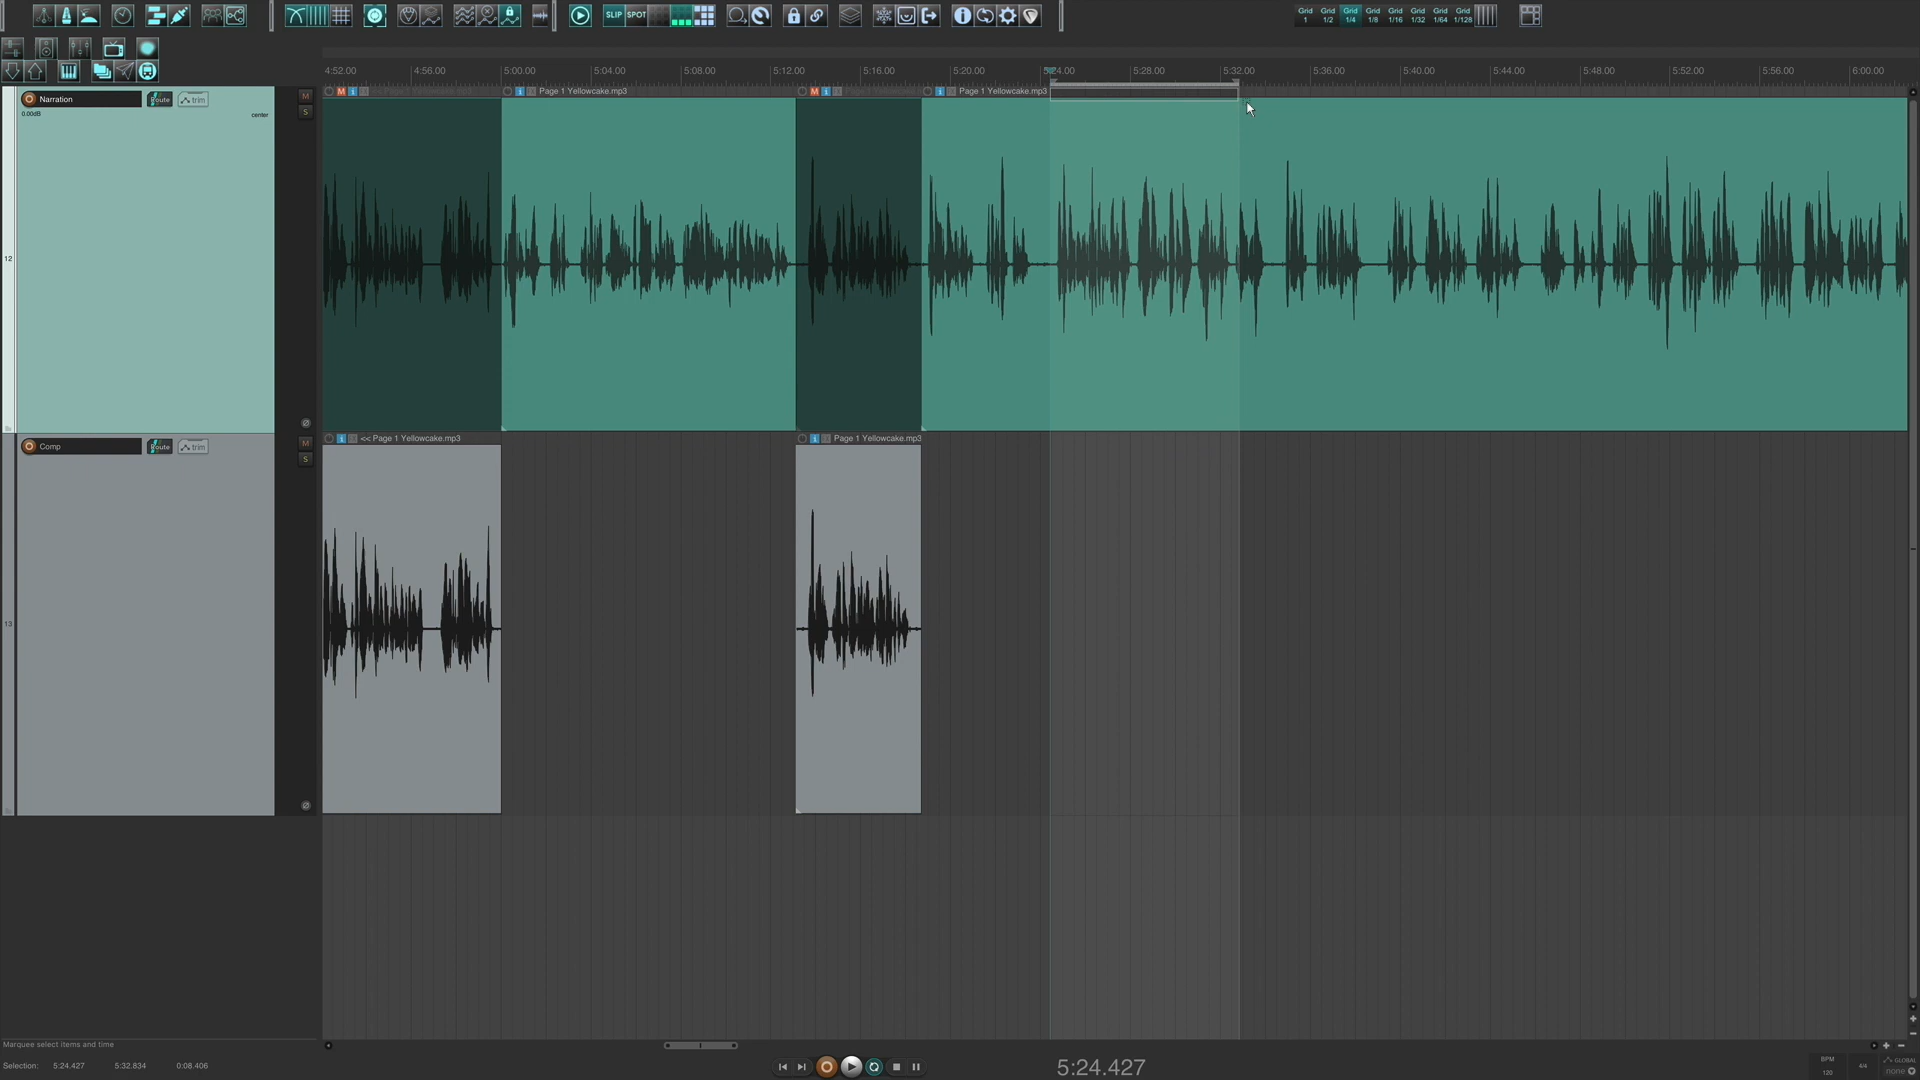 SLIP SPOT
Grid 1
Grid 1/2
Grid 1/4
Grid 1/8
Grid 1/16
Grid 1/32
Grid 1/64
Grid 1/128
4:52.00
4:56.00
5:00.00
5:04.00
5:08.00
5:12.00
5:16.00
5:20.00
5:24.00
5:28.00
5:32.00
5:36.00
5:40.00
5:44.00
5:48.00
5:52.00
5:56.00
6:00.00
M i
i Page 1 Yellowcake.mp3
M i
i Page 1 Yellowcake.mp3
Narration
Route
trim
M
S
0.00dB
center
12
i << Page 1 Yellowcake.mp3
i Page 1 Yellowcake.mp3
Comp
Route
trim
M
S
13
Marquee select items and time
Selection: 5:24.427 5:32.834 0:08.406
5:24.427
BPM
120
4/4
GLOBAL
none